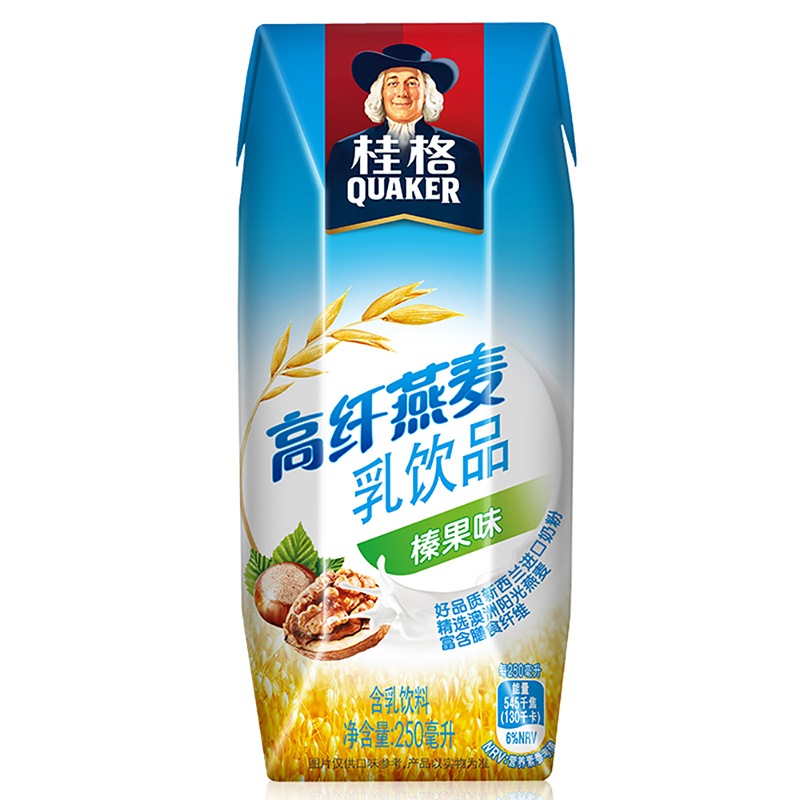 桂格
QUAKER
高纤燕麦
乳饮品
榛果味
好品质新西兰进口奶粉
精选澳洲阳光燕麦
富含膳食纤维
每250毫升
能量
545千焦
(130千卡)
6%NRV
含乳饮料
净含量:250毫升
图片仅供口味参考,产品以实物为准